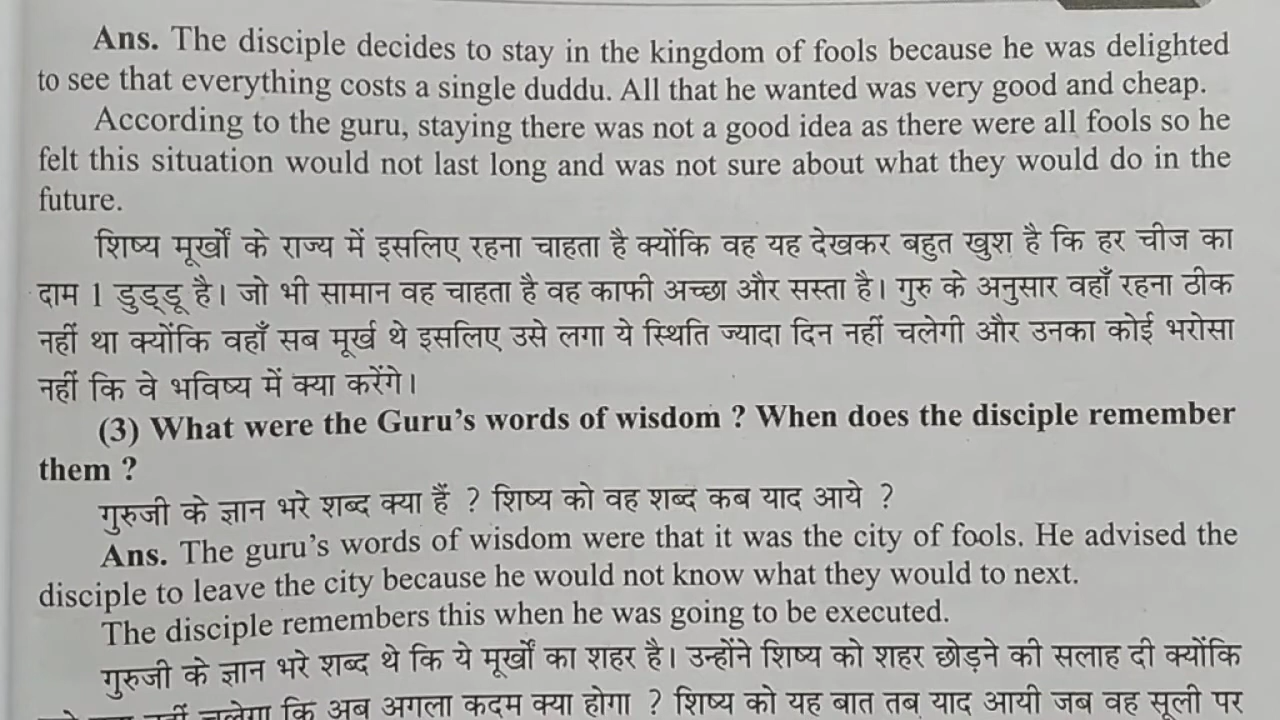 Ans. The disciple decides to stay in the kingdom of fools because he was delighted
to see that everything costs a single duddu. All that he wanted was very good and cheap.
According to the guru, staying there was not a good idea as there were all fools so he
felt this situation would not last long and was not sure about what they would do in the
future.
शिष्य मूर्खों के राज्य में इसलिए रहना चाहता है क्योंकि वह यह देखकर बहुत खुश है कि हर चीज का
दाम 1 डुड्डू है। जो भी सामान वह चाहता है वह काफी अच्छा और सस्ता है। गुरु के अनुसार वहाँ रहना ठीक
नहीं था क्योंकि वहाँ सब मूर्ख थे इसलिए उसे लगा ये स्थिति ज्यादा दिन नहीं चलेगी और उनका कोई भरोसा
नहीं कि वे भविष्य में क्या करेंगे।
(3) What were the Guru's words of wisdom ? When does the disciple remember
them ?
गुरुजी के ज्ञान भरे शब्द क्या हैं ? शिष्य को वह शब्द कब याद आये ?
Ans. The guru's words of wisdom were that it was the city of fools. He advised the
disciple to leave the city because he would not know what they would to next.
The disciple remembers this when he was going to be executed.
गुरुजी के ज्ञान भरे शब्द थे कि ये मूर्खों का शहर है। उन्होंने शिष्य को शहर छोड़ने की सलाह दी क्योंकि
नहीं चलेगा कि अब अगला कदम क्या होगा ? शिष्य को यह बात तब याद आयी जब वह सूली पर